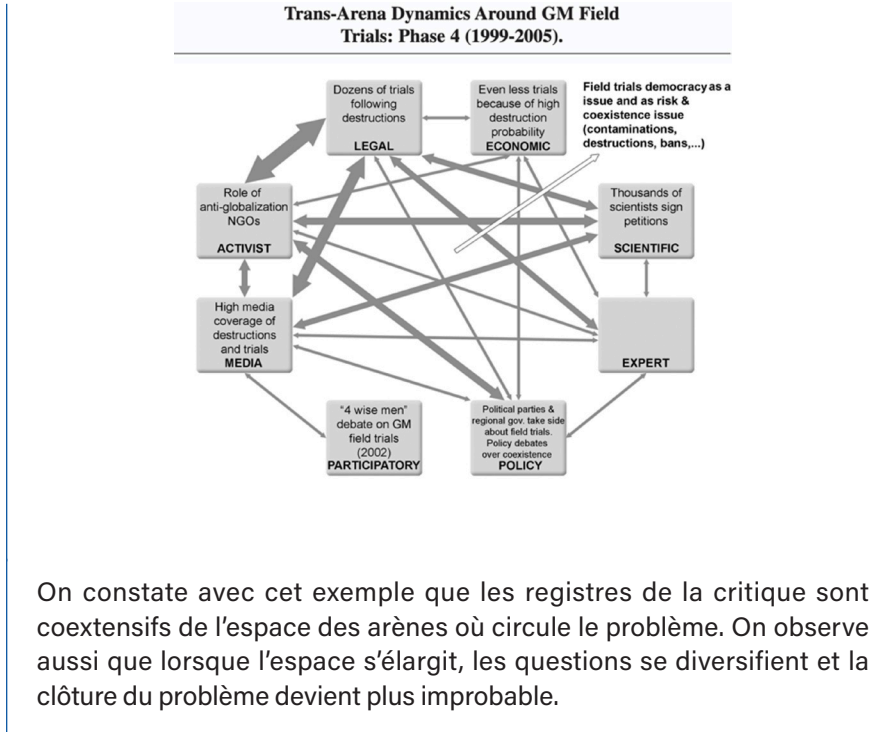 Trans-Arena Dynamics Around GM Field
Trials: Phase 4 (1999-2005).
Dozens of trials
following
destructions
LEGAL
Even less trials
because of high
destruction
probability
ECONOMIC
Field trials democracy as a
issue and as risk &
coexistence issue
(contaminations,
destructions, bans,...)
Role of
anti-globalization
NGOs
ACTIVIST
Thousands of
scientists sign
petitions
SCIENTIFIC
High media
coverage of
destructions
and trials
MEDIA
EXPERT
"4 wise men"
debate on GM
field trials
(2002)
PARTICIPATORY
Political parties &
regional gov. take side
about field trials.
Policy debates
over coexistence
POLICY
On constate avec cet exemple que les registres de la critique sont
coextensifs de l’espace des arènes où circule le problème. On observe
aussi que lorsque l’espace s’élargit, les questions se diversifient et la
clôture du problème devient plus improbable.